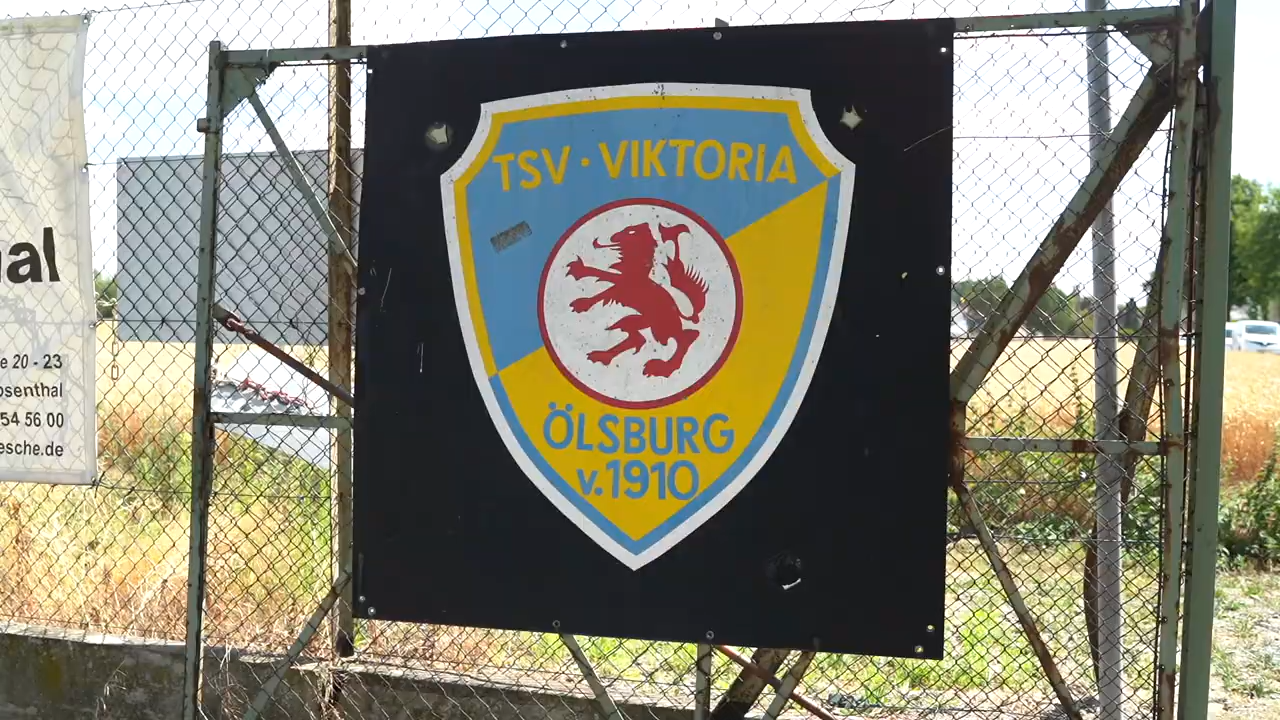 al
e 20 - 23
osenthal
54 56 00
esche.de
TSV · VIKTORIA
ÖLSBURG
v. 1910